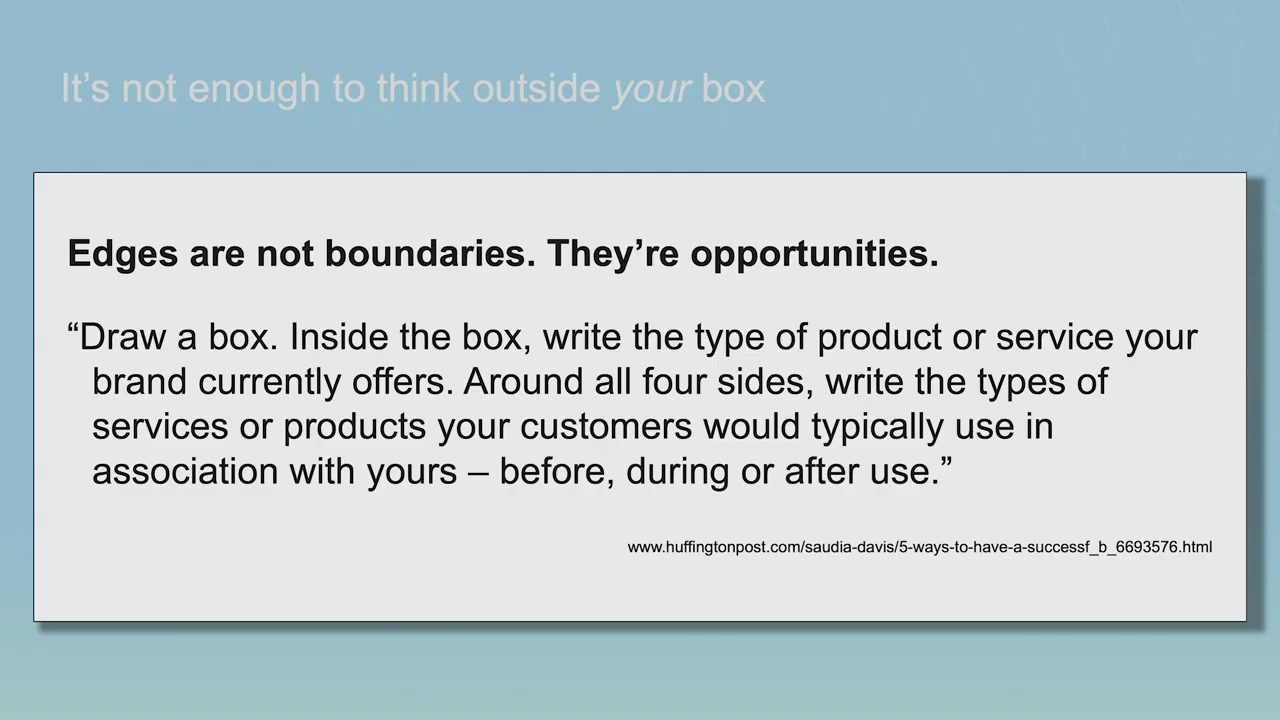 It’s not enough to think outside your box
Edges are not boundaries. They’re opportunities.
“Draw a box. Inside the box, write the type of product or service your
brand currently offers. Around all four sides, write the types of
services or products your customers would typically use in
association with yours – before, during or after use.”
www.huffingtonpost.com/saudia-davis/5-ways-to-have-a-successf_b_6693576.html